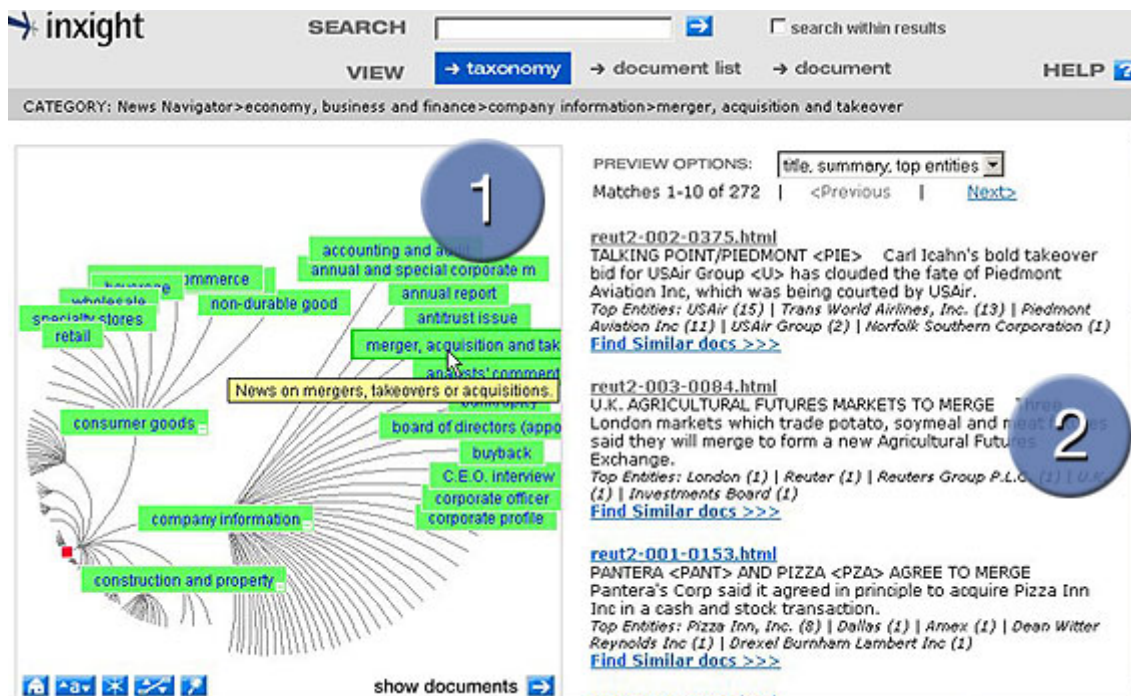 inxight
SEARCH
search within results
VIEW → taxonomy → document list → document HELP ?
CATEGORY: News Navigator>economy, business and finance>company information>merger, acquisition and takeover
1
accounting and
annual and special corporate m
annual report
antitrust issue
merger, acquisition and tak
analysts' comment
News on mergers, takeovers or acquisitions.
board of directors (appo
buyback
C.E.O. interview
corporate officer
corporate profile
ommerce
beverage
non-durable good
wholesale
specialty stores
retail
consumer goods
company information
construction and property
show documents
PREVIEW OPTIONS: title, summary, top entities
Matches 1-10 of 272 | <Previous | Next>
reut2-002-0375.html
TALKING POINT/PIEDMONT <PIE> Carl Icahn's bold takeover
bid for USAir Group <U> has clouded the fate of Piedmont
Aviation Inc, which was being courted by USAir.
Top Entities: USAir (15) | Trans World Airlines, Inc. (13) | Piedmont
Aviation Inc (11) | USAir Group (2) | Norfolk Southern Corporation (1)
Find Similar docs >>>
reut2-003-0084.html
U.K. AGRICULTURAL FUTURES MARKETS TO MERGE Three
London markets which trade potato, soymeal and meat futures
said they will merge to form a new Agricultural Futures
Exchange.
Top Entities: London (1) | Reuter (1) | Reuters Group P.L.C. (1) | U.K.
(1) | Investments Board (1)
Find Similar docs >>>
2
reut2-001-0153.html
PANTERA <PANT> AND PIZZA <PZA> AGREE TO MERGE
Pantera's Corp said it agreed in principle to acquire Pizza Inn
Inc in a cash and stock transaction.
Top Entities: Pizza Inn, Inc. (8) | Dallas (1) | Amex (1) | Dean Witter
Reynolds Inc (1) | Drexel Burnham Lambert Inc (1)
Find Similar docs >>>